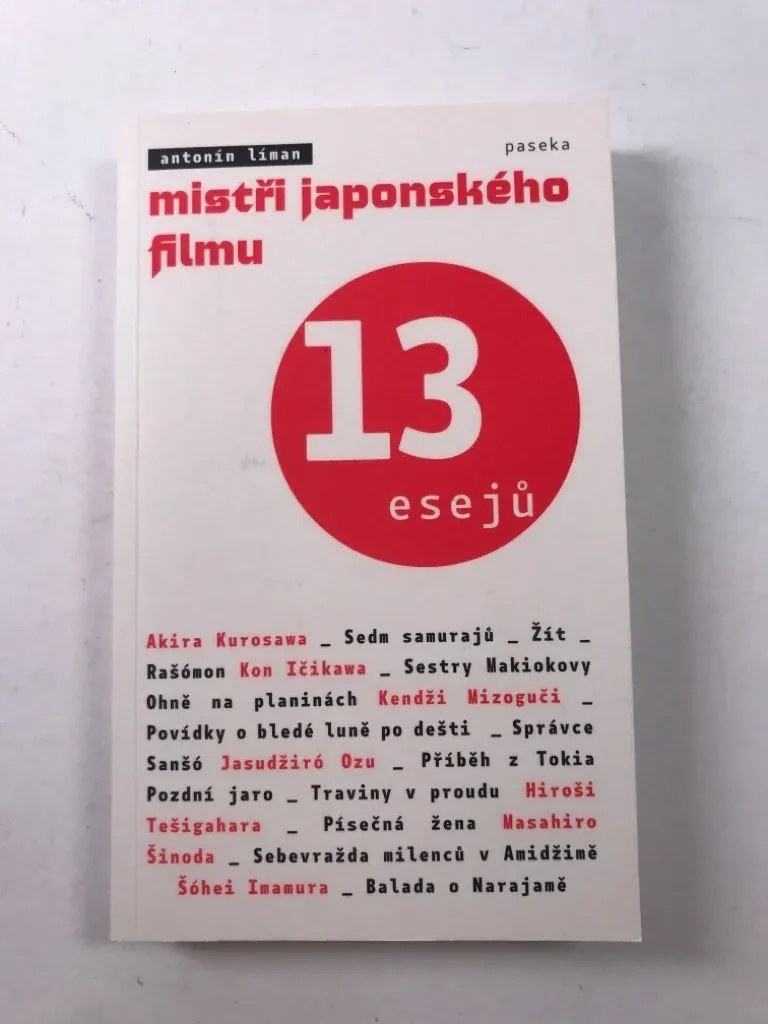 antonín líman
paseka
mistři japonského
filmu
13
esejů
Akira Kurosawa _ Sedm samurajů _ Žít _
Rašómon Kon Ičikawa _ Sestry Makiokovy
Ohně na planinách Kendži Mizoguči _
Povídky o bledé luně po dešti _ Správce
Sanšó Jasudžiró Ozu _ Příběh z Tokia
Pozdní jaro _ Traviny v proudu Hiroši
Tešigahara _ Písečná žena Masahiro
Šinoda _ Sebevražda milenců v Amidžimě
Šóhei Imamura _ Balada o Narajamě